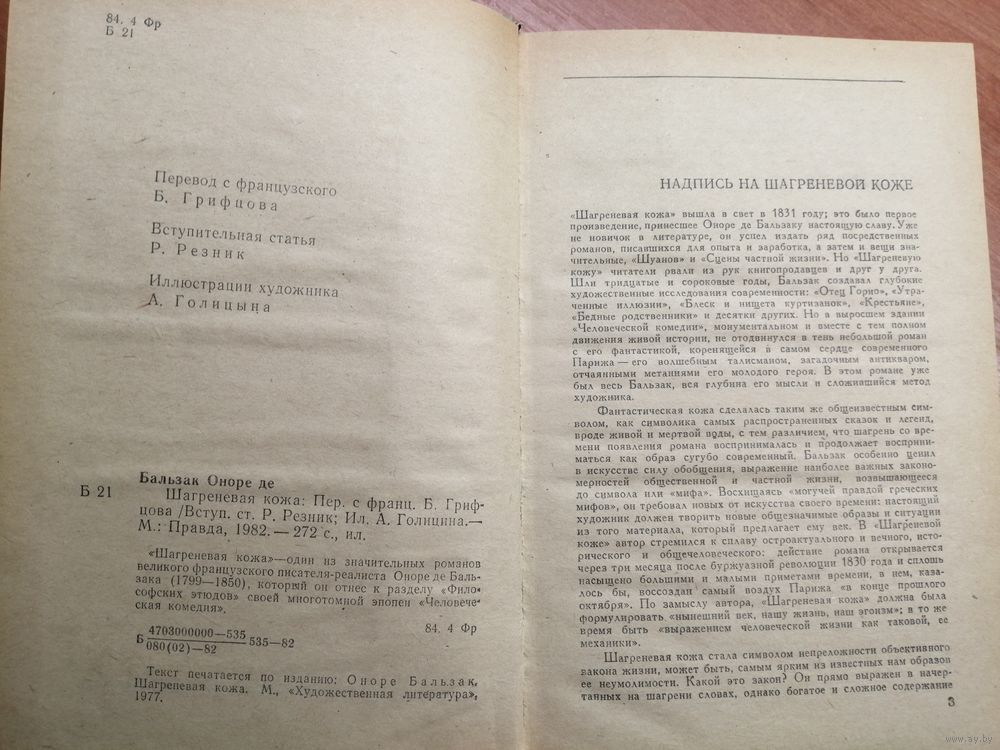 84. 4 Фр
Б 21
Перевод с французского
Б. Грифцова
Вступительная статья
Р. Резник
Иллюстрации художника
А. Голицына
Бальзак Оноре де
Б 21
Шагреневая кожа: Пер. с франц. Б. Гриф-
цова /Вступ. ст. Р. Резник; Ил. А. Голицина.—
М.: Правда, 1982.— 272 с., ил.
«Шагреневая кожа»—один из значительных романов
великого французского писателя-реалиста Оноре де Баль-
зака (1799—1850), который он отнес к разделу «Фило-
софских этюдов» своей многотомной эпопеи «Человече-
ская комедия».
Б 4703000000—535
080(02)—82 535—82
84. 4 Фр
Текст печатается по изданию: Оноре Бальзак.
Шагреневая кожа. М., «Художественная литература»,
1977.
НАДПИСЬ НА ШАГРЕНЕВОЙ КОЖЕ
«Шагреневая кожа» вышла в свет в 1831 году; это было первое
произведение, принесшее Оноре де Бальзаку настоящую славу. Уже
не новичок в литературе, он успел издать ряд посредственных
романов, писавшихся для опыта и заработка, а затем и вещи зна-
чительные, «Шуанов» и «Сцены частной жизни». Но «Шагреневую
кожу» читатели рвали из рук книгопродавцев и друг у друга.
Шли тридцатые и сороковые годы, Бальзак создавал глубокие
художественные исследования современности: «Отец Горио», «Утра-
ченные иллюзии», «Блеск и нищета куртизанок», «Крестьяне»,
«Бедные родственники» и десятки других. Но и в выросшем здании
«Человеческой комедии», монументальном и вместе с тем полном
движения живой истории, не отодвинулся в тень небольшой роман
с его фантастикой, коренящейся в самом сердце современного
Парижа — его волшебным талисманом, загадочным антикваром,
отчаянными метаниями его молодого героя. В этом романе уже
был весь Бальзак, вся глубина его мысли и сложившийся метод
художника.
Фантастическая кожа сделалась таким же общеизвестным сим-
волом, как символика самых распространенных сказок и легенд,
вроде живой и мертвой воды, с тем различием, что шагрень со вре-
мени появления романа воспринималась и продолжает восприни-
маться как образ сугубо современный. Бальзак особенно ценил
в искусстве силу обобщения, выражение наиболее важных законо-
мерностей общественной и частной жизни, возвышающееся
до символа или «мифа». Восхищаясь «могучей правдой греческих
мифов», он требовал новых от искусства своего времени: настоящий
художник должен творить новые общезначимые образы и ситуации
из того материала, который предлагает ему век. В «Шагреневой
коже» автор стремился к сплаву остроактуального и вечного, исто-
рического и общечеловеческого: действие романа открывается
через три месяца после буржуазной революции 1830 года и сплошь
насыщено большими и малыми приметами времени, в нем, каза-
лось бы, воссоздан самый воздух Парижа «в конце прошлого
октября». По замыслу автора, «Шагреневая кожа» должна была
формулировать «нынешний век, нашу жизнь, наш эгоизм»; в то же
время быть «выражением человеческой жизни как таковой, ее
механики».
Шагреневая кожа стала символом непреложности объективного
закона жизни, может быть, самым ярким из известных нам образов
ее неумолимости. Какой это закон? Он прямо выражен в начер-
танных на шагрени словах, однако богатое и сложное содержание
3
www.ay.by